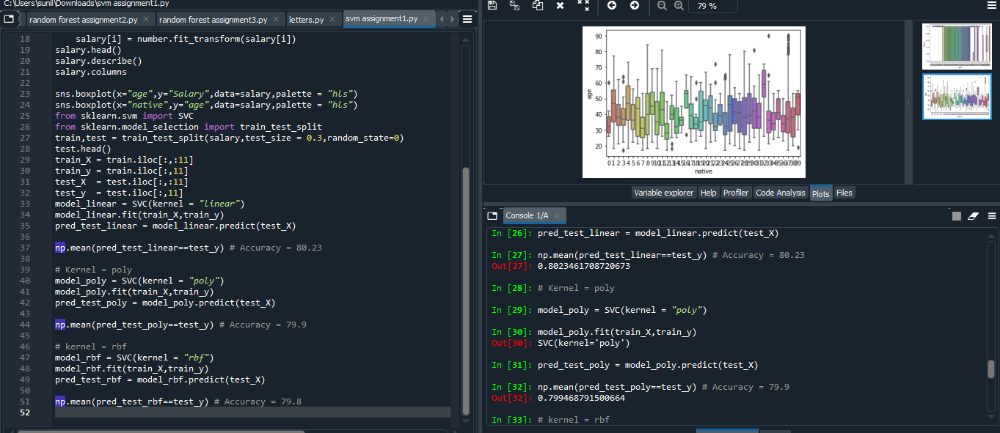 C:\Users\sunil\Downloads\svm assignment1.py
random forest assignment2.py
random forest assignment3.py
letters.py
svm assignment1.py
18 salary[i] = number.fit_transform(salary[i])
19 salary.head()
20 salary.describe()
21 salary.columns
22
23 sns.boxplot(x="age",y="Salary",data=salary,palette = "hls")
24 sns.boxplot(x="native",y="age",data=salary,palette = "hls")
25 from sklearn.svm import SVC
26 from sklearn.model_selection import train_test_split
27 train,test = train_test_split(salary,test_size = 0.3,random_state=0)
28 test.head()
29 train_X = train.iloc[:,:11]
30 train_y = train.iloc[:,11]
31 test_X  = test.iloc[:,:11]
32 test_y  = test.iloc[:,11]
33 model_linear = SVC(kernel = "linear")
34 model_linear.fit(train_X,train_y)
35 pred_test_linear = model_linear.predict(test_X)
36
37 np.mean(pred_test_linear==test_y) # Accuracy = 80.23
38
39 # Kernel = poly
40 model_poly = SVC(kernel = "poly")
41 model_poly.fit(train_X,train_y)
42 pred_test_poly = model_poly.predict(test_X)
43
44 np.mean(pred_test_poly==test_y) # Accuracy = 79.9
45
46 # kernel = rbf
47 model_rbf = SVC(kernel = "rbf")
48 model_rbf.fit(train_X,train_y)
49 pred_test_rbf = model_rbf.predict(test_X)
50
51 np.mean(pred_test_rbf==test_y) # Accuracy = 79.8
52
79 %
90
80
70
60
50
40
30
20
age
native
Variable explorer Help Profiler Code Analysis Plots Files
Console 1/A
In [26]: pred_test_linear = model_linear.predict(test_X)
In [27]: np.mean(pred_test_linear==test_y) # Accuracy = 80.23
Out[27]: 0.8023461708720673
In [28]: # Kernel = poly
In [29]: model_poly = SVC(kernel = "poly")
In [30]: model_poly.fit(train_X,train_y)
Out[30]: SVC(kernel='poly')
In [31]: pred_test_poly = model_poly.predict(test_X)
In [32]: np.mean(pred_test_poly==test_y) # Accuracy = 79.9
Out[32]: 0.799468791500664
In [33]: # kernel = rbf